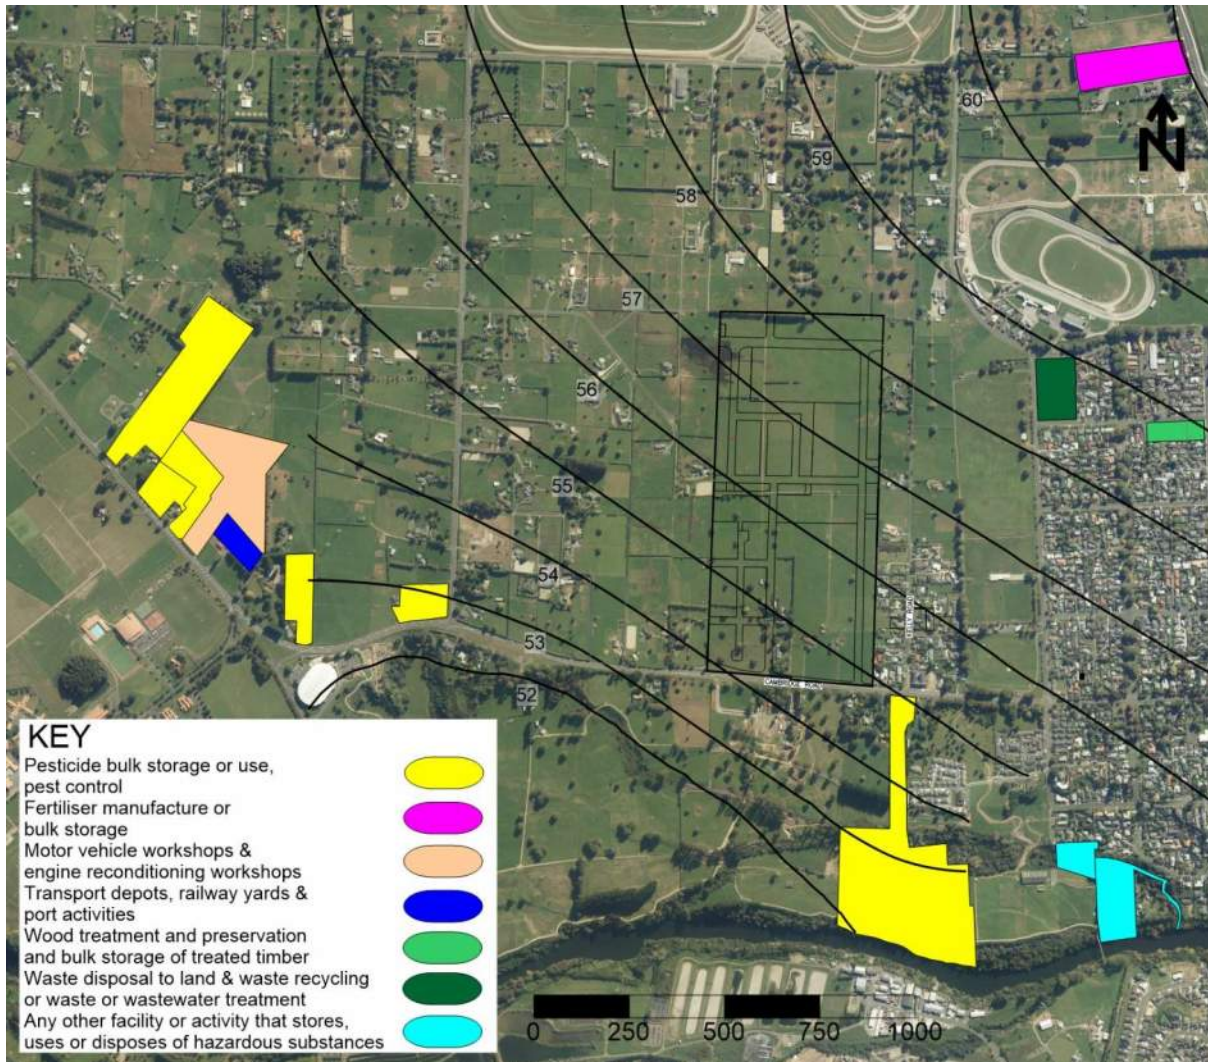 60
N
59
58
57
56
55
54
53
52
CAMBRIDGE ROAD
KEY
Pesticide bulk storage or use,
pest control
Fertiliser manufacture or
bulk storage
Motor vehicle workshops &
engine reconditioning workshops
Transport depots, railway yards &
port activities
Wood treatment and preservation
and bulk storage of treated timber
Waste disposal to land & waste recycling
or waste or wastewater treatment
Any other facility or activity that stores,
uses or disposes of hazardous substances
0 250 500 750 1000